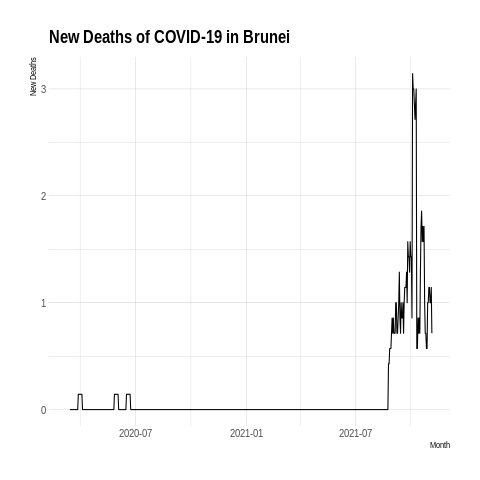 New Deaths of COVID-19 in Brunei
New Deaths
3
2
1
0
2020-07
2021-01
2021-07
Month